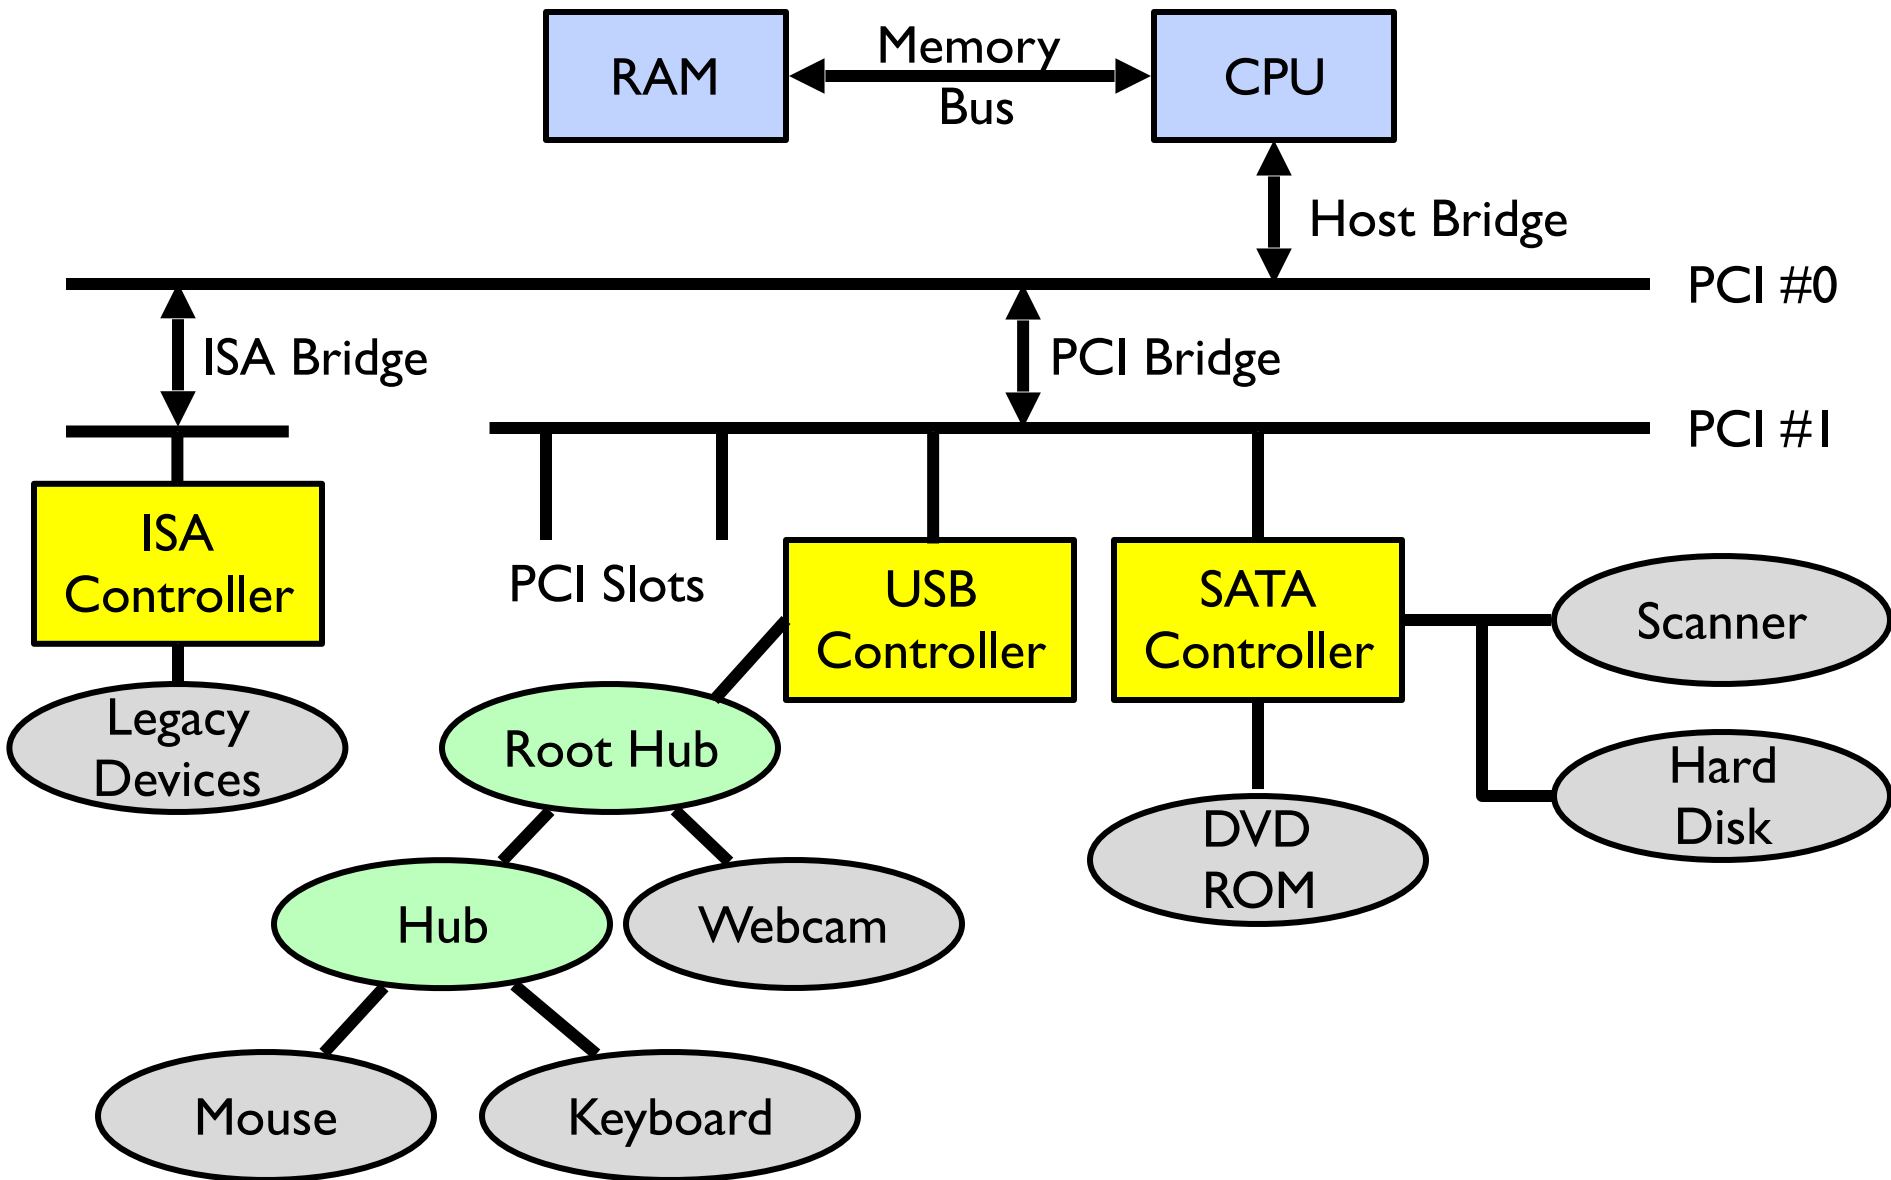 RAM
Memory
Bus
CPU
Host Bridge
PCI #0
ISA Bridge
PCI Bridge
PCI #1
ISA
Controller
PCI Slots
USB
Controller
SATA
Controller
Scanner
Legacy
Devices
Root Hub
Hard
Disk
DVD
ROM
Hub
Webcam
Mouse
Keyboard